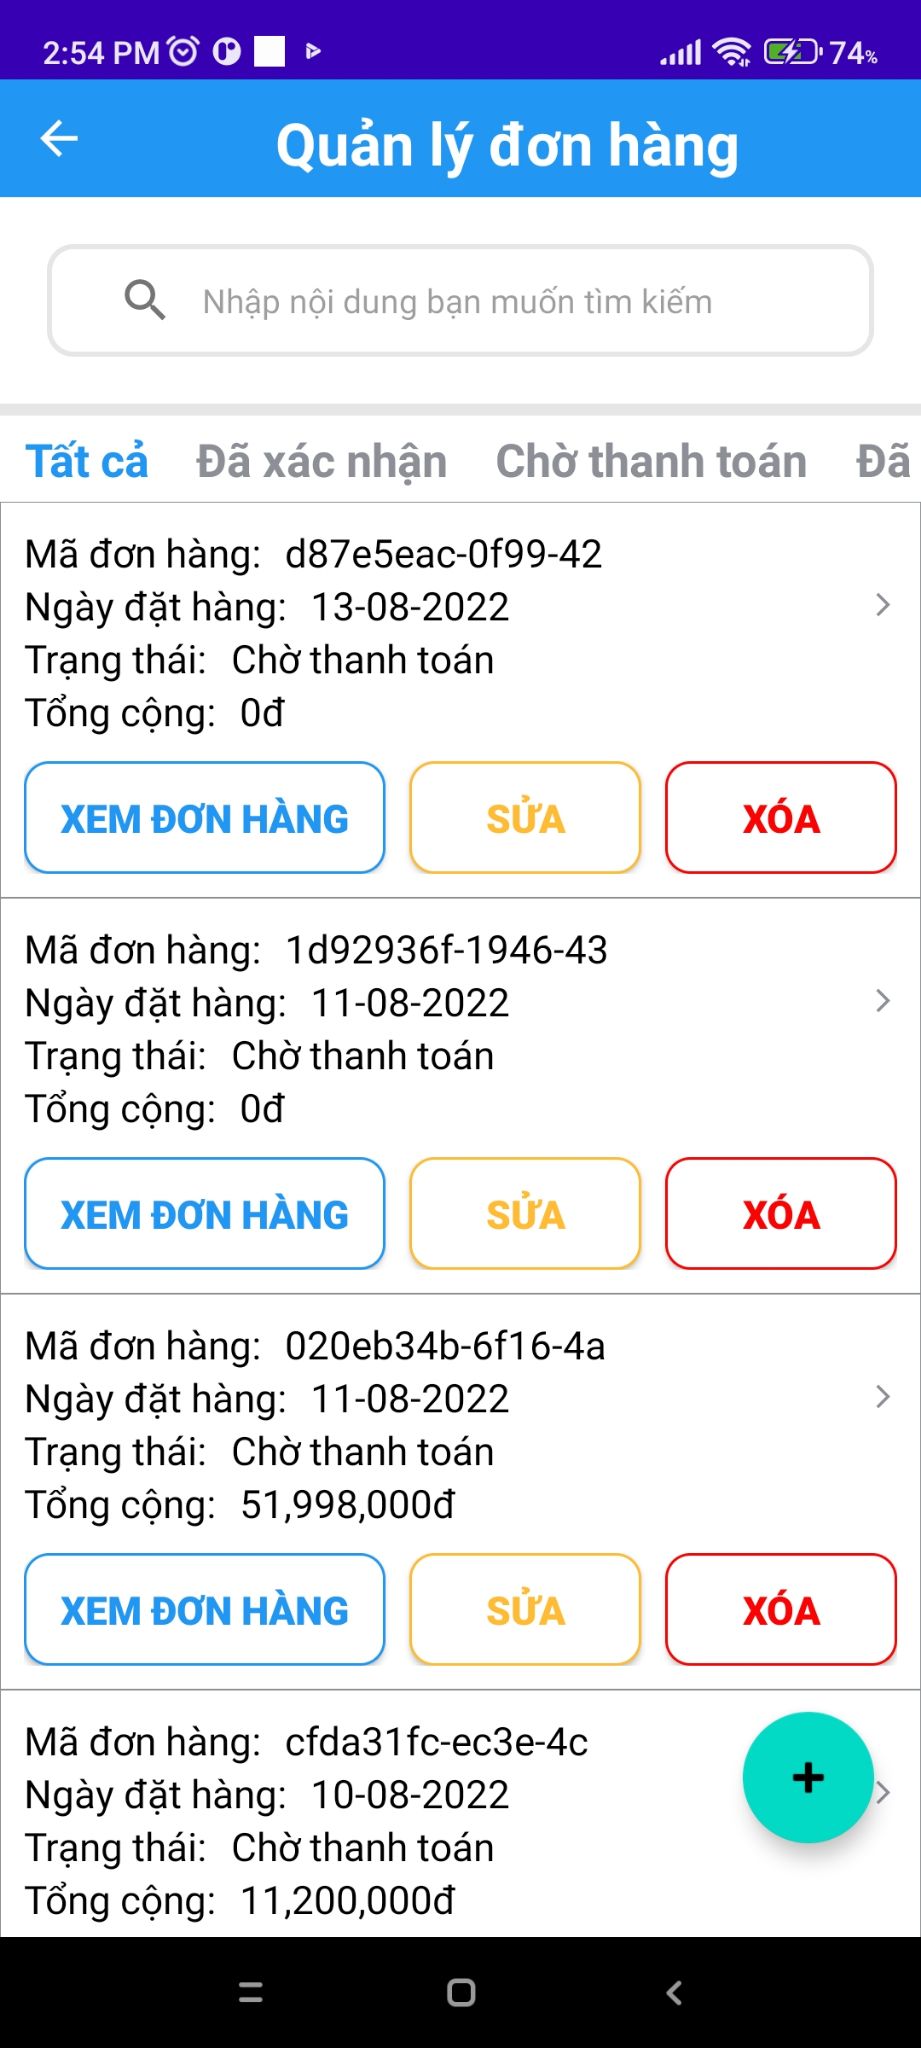 2:54 PM 74%
Quản lý đơn hàng
Nhập nội dung bạn muốn tìm kiếm
Tất cả Đã xác nhận Chờ thanh toán Đã
Mã đơn hàng: d87e5eac-0f99-42
Ngày đặt hàng: 13-08-2022
Trạng thái: Chờ thanh toán
Tổng cộng: 0đ
XEM ĐƠN HÀNG SỬA XÓA
Mã đơn hàng: 1d92936f-1946-43
Ngày đặt hàng: 11-08-2022
Trạng thái: Chờ thanh toán
Tổng cộng: 0đ
XEM ĐƠN HÀNG SỬA XÓA
Mã đơn hàng: 020eb34b-6f16-4a
Ngày đặt hàng: 11-08-2022
Trạng thái: Chờ thanh toán
Tổng cộng: 51,998,000đ
XEM ĐƠN HÀNG SỬA XÓA
Mã đơn hàng: cfda31fc-ec3e-4c
Ngày đặt hàng: 10-08-2022
Trạng thái: Chờ thanh toán
Tổng cộng: 11,200,000đ